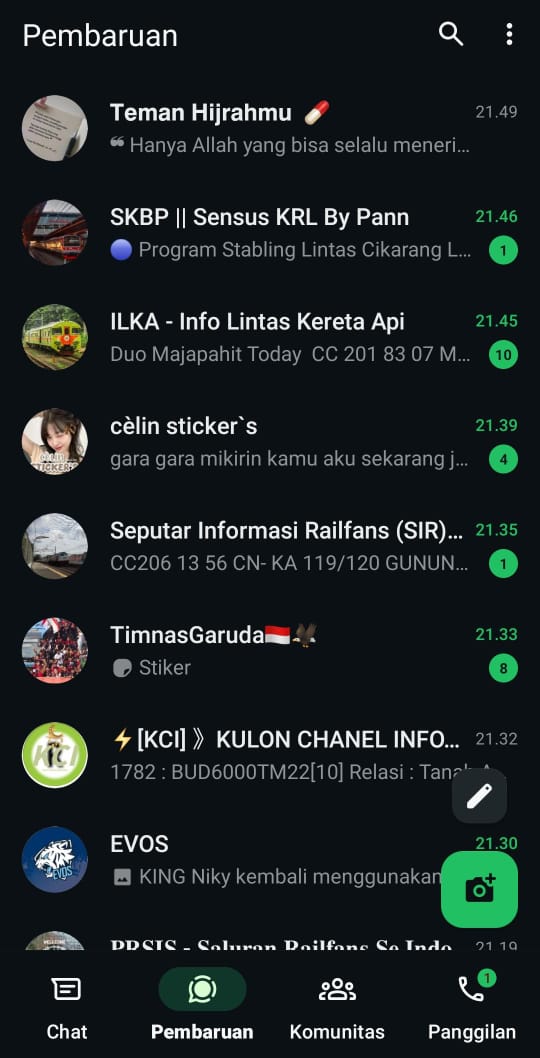 Pembaruan
Teman Hijrahmu 💊 21.49
❝ Hanya Allah yang bisa selalu meneri...
SKBP || Sensus KRL By Pann 21.46
🔵 Program Stabling Lintas Cikarang L... 1
ILKA - Info Lintas Kereta Api 21.45
Duo Majapahit Today CC 201 83 07 M... 10
cèlin sticker`s 21.39
gara gara mikirin kamu aku sekarang j... 4
Seputar Informasi Railfans (SIR)... 21.35
CC206 13 56 CN- KA 119/120 GUNUN... 1
TimnasGaruda🇮🇩🦅 21.33
Stiker 8
⚡[KCI] 》KULON CHANEL INFO... 21.32
1782 : BUD6000TM22[10] Relasi : Tanah A
EVOS 21.30
KING Niky kembali menggunakan
PRSIS - Saluran Railfans Se Indo... 21.19
1
Chat Pembaruan Komunitas Panggilan